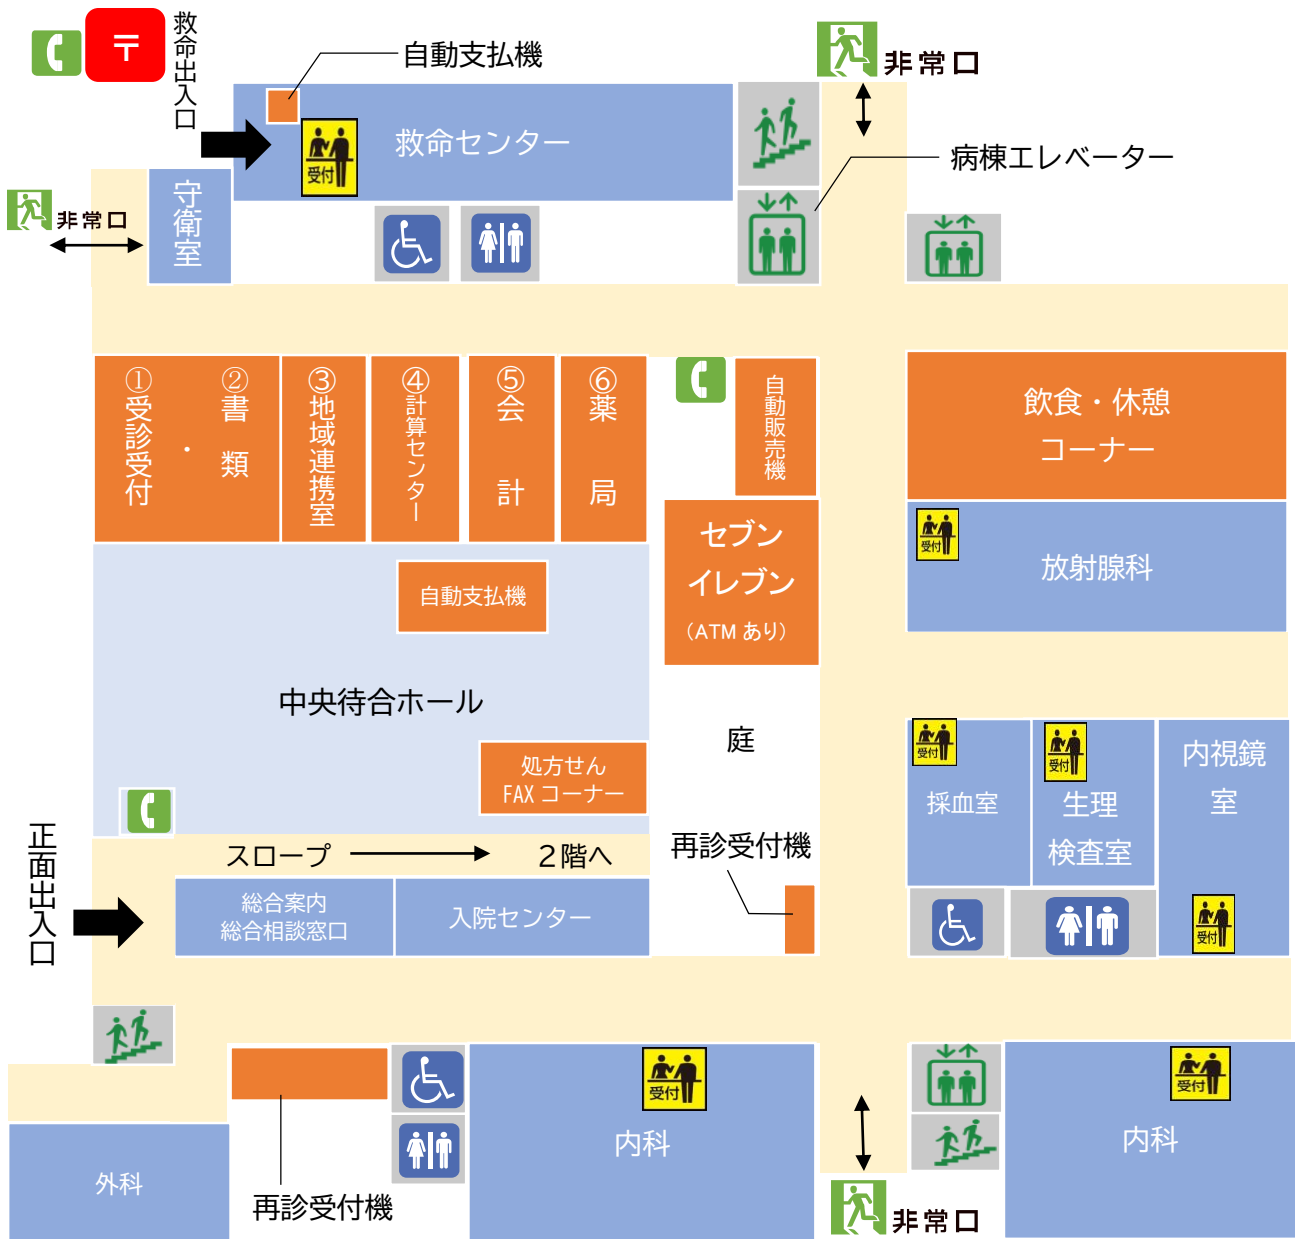 〒
救命出入口
自動支払機
非常口
受付
救命センター
病棟エレベーター
守衛室
非常口
①受診受付
・
②書類
③地域連携室
④計算センター
⑤会計
⑥薬局
自動販売機
飲食・休憩
コーナー
セブン
イレブン
(ATM あり)
受付
放射腺科
自動支払機
中央待合ホール
庭
処方せん
FAX コーナー
受付
採血室
受付
生理
検査室
内視鏡
室
受付
正面出入口
スロープ
2階へ
再診受付機
総合案内
総合相談窓口
入院センター
受付
内科
受付
内科
外科
再診受付機
非常口